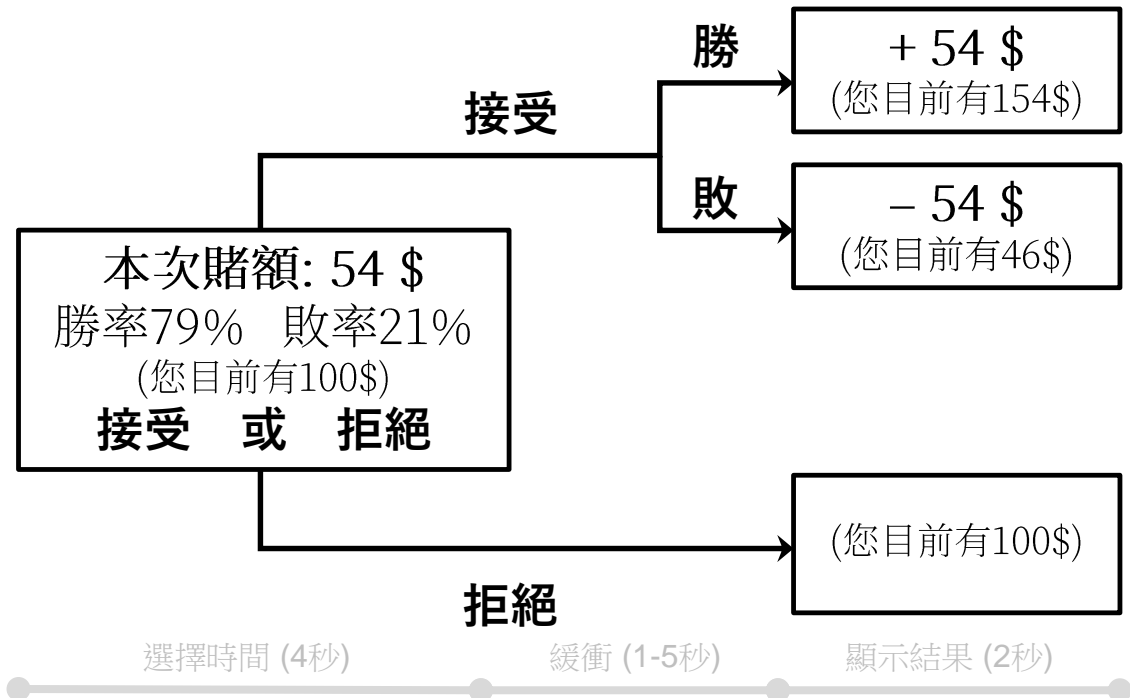 勝
+ 54 $
(您目前有154$)
接受
敗
– 54 $
(您目前有46$)
本次賭額: 54 $
勝率79% 敗率21%
(您目前有100$)
接受 或 拒絕
(您目前有100$)
拒絕
選擇時間 (4秒)
緩衝 (1-5秒)
顯示結果 (2秒)